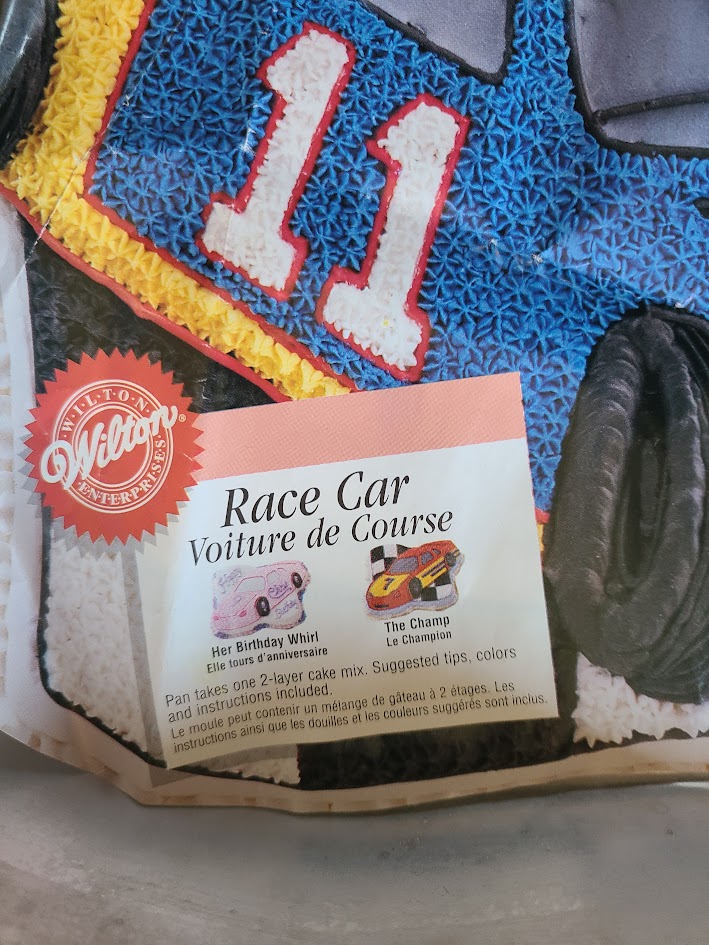 11
W·I·L·T·O·N
Wilton®
ENTERPRISES
Race Car
Voiture de Course
Her Birthday Whirl
Elle tours d'anniversaire
The Champ
Le Champion
Pan takes one 2-layer cake mix. Suggested tips, colors
and instructions included.
Le moule peut contenir un mélange de gâteau à 2 étages. Les
instructions ainsi que les douilles et les couleurs suggérés sont inclus.